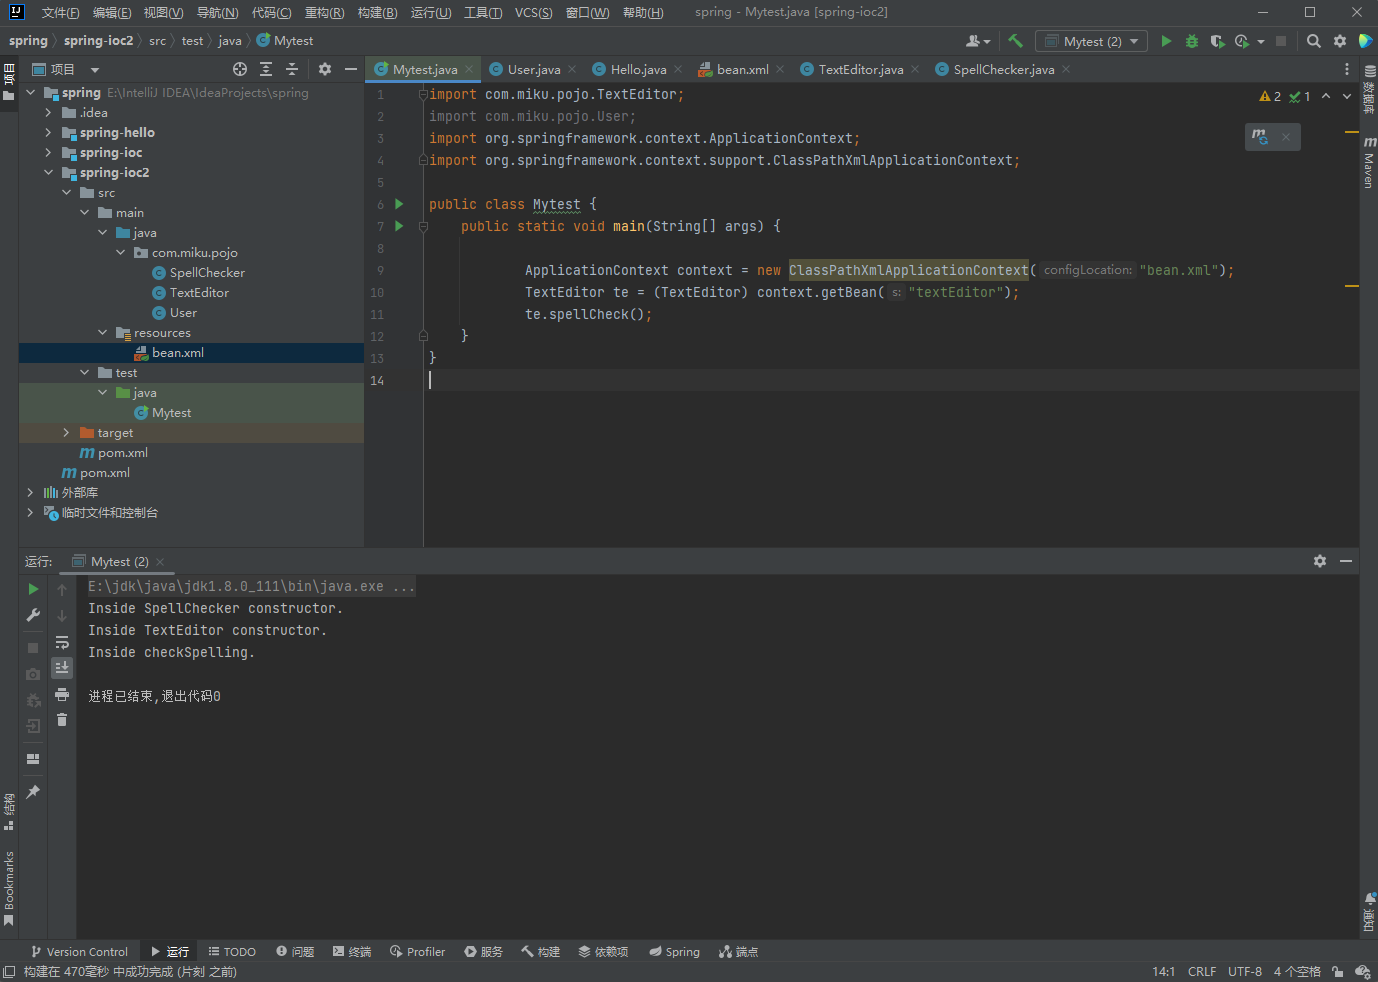 文件(F) 编辑(E) 视图(V) 导航(N) 代码(C) 重构(R) 构建(B) 运行(U) 工具(T) VCS(S) 窗口(W) 帮助(H) spring - Mytest.java [spring-ioc2]
spring spring-ioc2 src test java Mytest Mytest (2)
项目
项目
Mytest.java User.java Hello.java bean.xml TextEditor.java SpellChecker.java
spring E:\IntelliJ IDEA\IdeaProjects\spring
.idea
spring-hello
spring-ioc
spring-ioc2
src
main
java
com.miku.pojo
SpellChecker
TextEditor
User
resources
bean.xml
test
java
Mytest
target
pom.xml
pom.xml
外部库
临时文件和控制台
1 import com.miku.pojo.TextEditor;
2 import com.miku.pojo.User;
3 import org.springframework.context.ApplicationContext;
4 import org.springframework.context.support.ClassPathXmlApplicationContext;
5
6 public class Mytest {
7 public static void main(String[] args) {
8
9 ApplicationContext context = new ClassPathXmlApplicationContext( configLocation: "bean.xml");
10 TextEditor te = (TextEditor) context.getBean( s: "textEditor");
11 te.spellCheck();
12 }
13 }
14
2 1
数据库
Maven
通知
运行: Mytest (2)
E:\jdk\java\jdk1.8.0_111\bin\java.exe ...
Inside SpellChecker constructor.
Inside TextEditor constructor.
Inside checkSpelling.
进程已结束,退出代码0
结构
Bookmarks
Version Control 运行 TODO 问题 终端 Profiler 服务 构建 依赖项 Spring 端点
构建在 470毫秒 中成功完成 (片刻 之前) 14:1 CRLF UTF-8 4 个空格